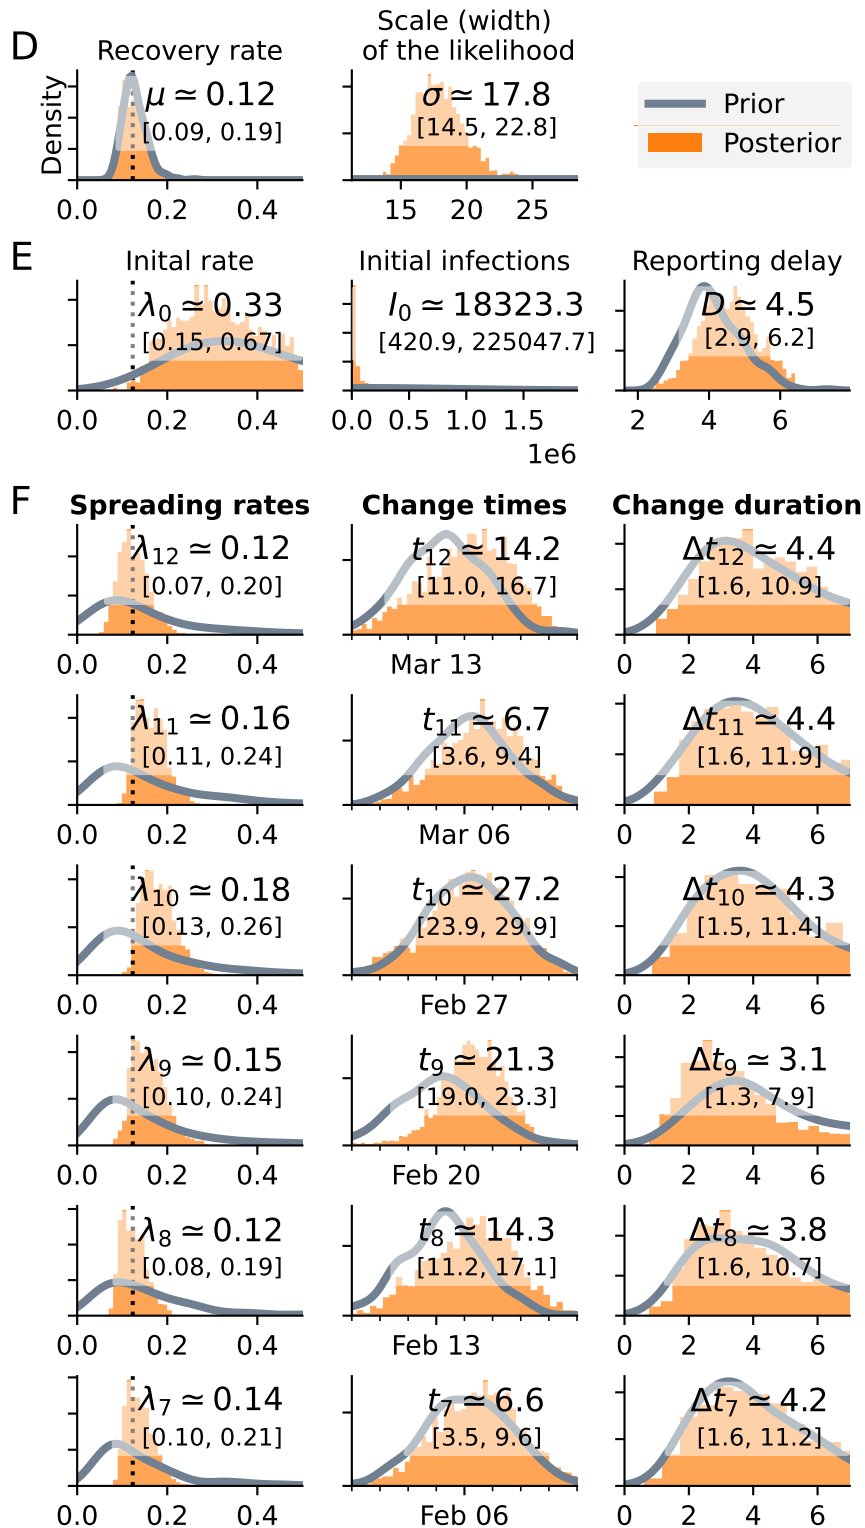 D
Recovery rate
Scale (width)
of the likelihood
Density
μ ≃ 0.12
[0.09, 0.19]
σ ≃ 17.8
[14.5, 22.8]
Prior
Posterior
0.0 0.2 0.4
15 20 25
E
Inital rate
Initial infections
Reporting delay
λ0 ≃ 0.33
[0.15, 0.67]
I0 ≃ 18323.3
[420.9, 225047.7]
D ≃ 4.5
[2.9, 6.2]
0.0 0.2 0.4
0.0 0.5 1.0 1.5
1e6
2 4 6
F
Spreading rates
Change times
Change duration
λ12 ≃ 0.12
[0.07, 0.20]
t12 ≃ 14.2
[11.0, 16.7]
Δt12 ≃ 4.4
[1.6, 10.9]
0.0 0.2 0.4
Mar 13
0 2 4 6
λ11 ≃ 0.16
[0.11, 0.24]
t11 ≃ 6.7
[3.6, 9.4]
Δt11 ≃ 4.4
[1.6, 11.9]
0.0 0.2 0.4
Mar 06
0 2 4 6
λ10 ≃ 0.18
[0.13, 0.26]
t10 ≃ 27.2
[23.9, 29.9]
Δt10 ≃ 4.3
[1.5, 11.4]
0.0 0.2 0.4
Feb 27
0 2 4 6
λ9 ≃ 0.15
[0.10, 0.24]
t9 ≃ 21.3
[19.0, 23.3]
Δt9 ≃ 3.1
[1.3, 7.9]
0.0 0.2 0.4
Feb 20
0 2 4 6
λ8 ≃ 0.12
[0.08, 0.19]
t8 ≃ 14.3
[11.2, 17.1]
Δt8 ≃ 3.8
[1.6, 10.7]
0.0 0.2 0.4
Feb 13
0 2 4 6
λ7 ≃ 0.14
[0.10, 0.21]
t7 ≃ 6.6
[3.5, 9.6]
Δt7 ≃ 4.2
[1.6, 11.2]
0.0 0.2 0.4
Feb 06
0 2 4 6